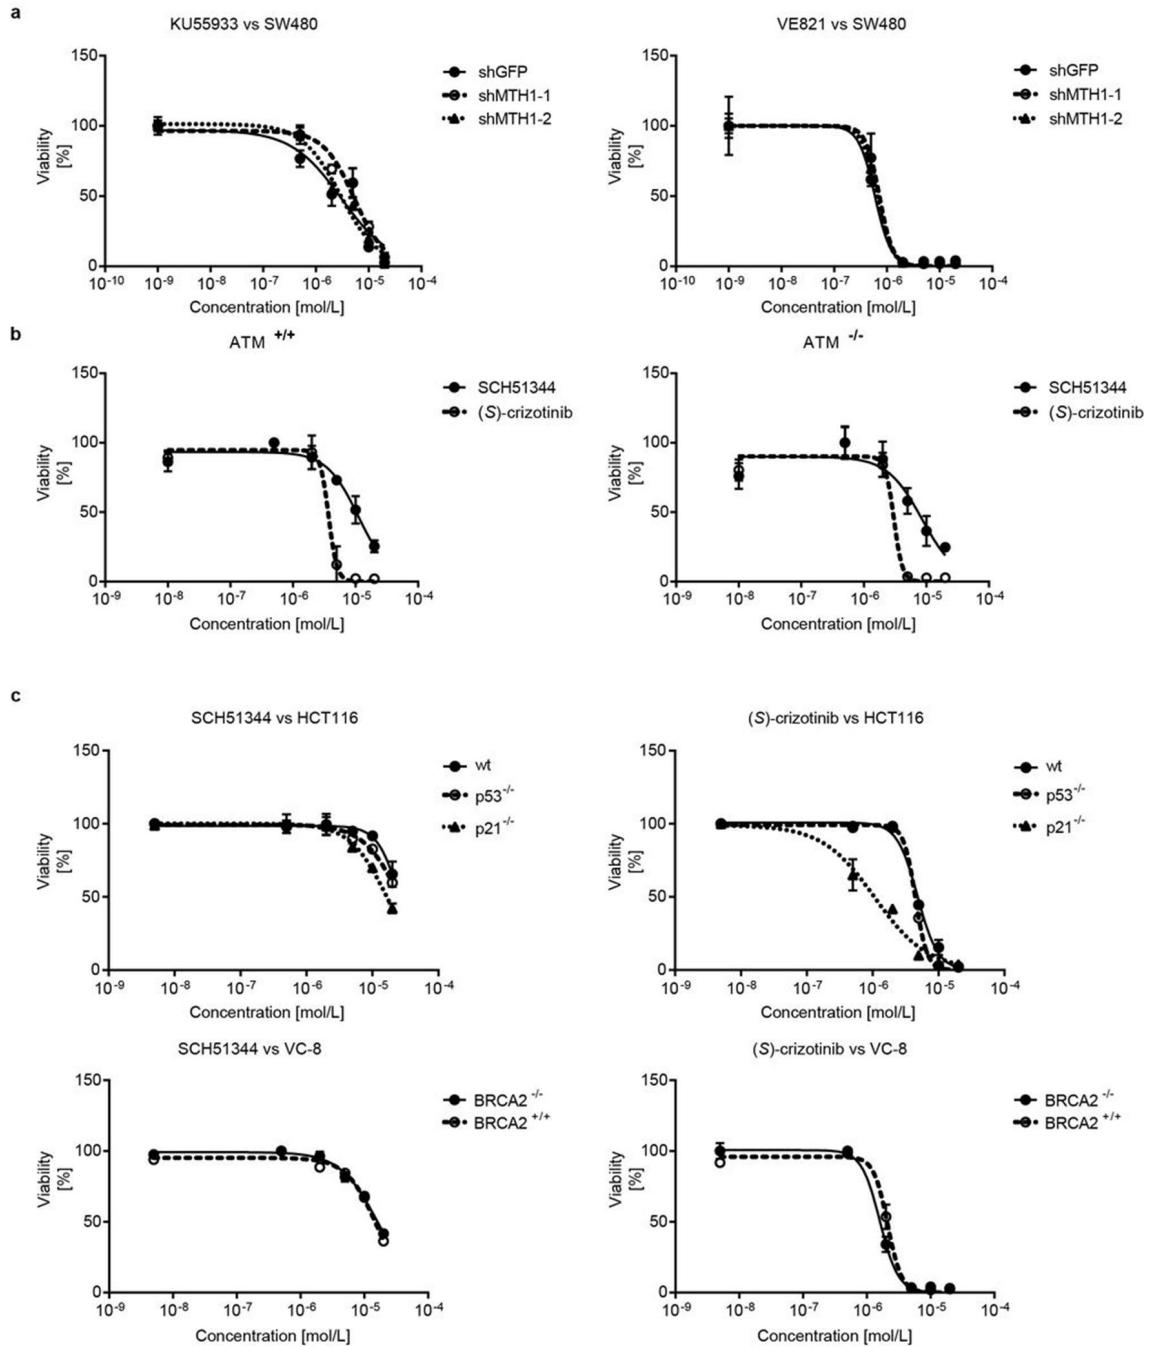 a
KU55933 vs SW480
150
100
50
0
Viability
[%]
10-10 10-9 10-8 10-7 10-6 10-5 10-4
Concentration [mol/L]
shGFP
shMTH1-1
shMTH1-2
VE821 vs SW480
150
100
50
0
Viability
[%]
10-10 10-9 10-8 10-7 10-6 10-5 10-4
Concentration [mol/L]
shGFP
shMTH1-1
shMTH1-2
b
ATM +/+
150
100
50
0
Viability
[%]
10-9 10-8 10-7 10-6 10-5 10-4
Concentration [mol/L]
SCH51344
(S)-crizotinib
ATM -/-
150
100
50
0
Viability
[%]
10-9 10-8 10-7 10-6 10-5 10-4
Concentration [mol/L]
SCH51344
(S)-crizotinib
c
SCH51344 vs HCT116
150
100
50
0
Viability
[%]
10-9 10-8 10-7 10-6 10-5 10-4
Concentration [mol/L]
wt
p53-/-
p21-/-
(S)-crizotinib vs HCT116
150
100
50
0
Viability
[%]
10-9 10-8 10-7 10-6 10-5 10-4
Concentration [mol/L]
wt
p53-/-
p21-/-
SCH51344 vs VC-8
150
100
50
0
Viability
[%]
10-9 10-8 10-7 10-6 10-5 10-4
Concentration [mol/L]
BRCA2 -/-
BRCA2 +/+
(S)-crizotinib vs VC-8
150
100
50
0
Viability
[%]
10-9 10-8 10-7 10-6 10-5 10-4
Concentration [mol/L]
BRCA2 -/-
BRCA2 +/+